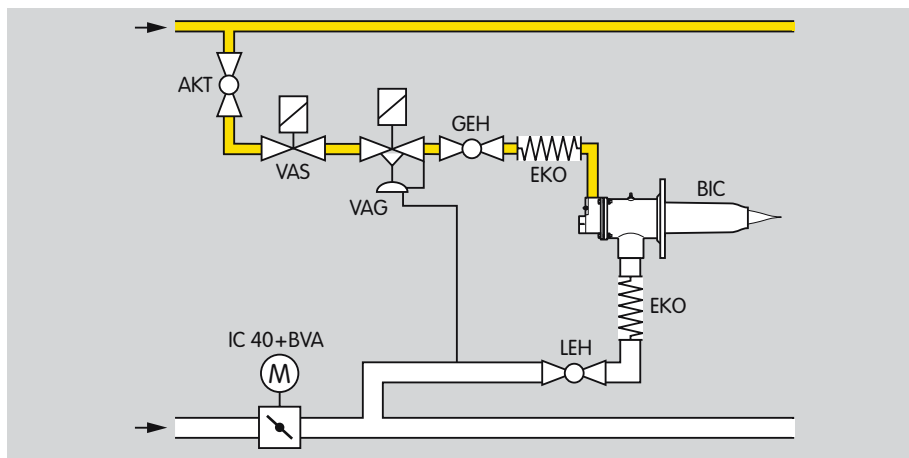 AKT
GEH
VAS
EKO
BIC
VAG
EKO
IC 40+BVA
LEH
M